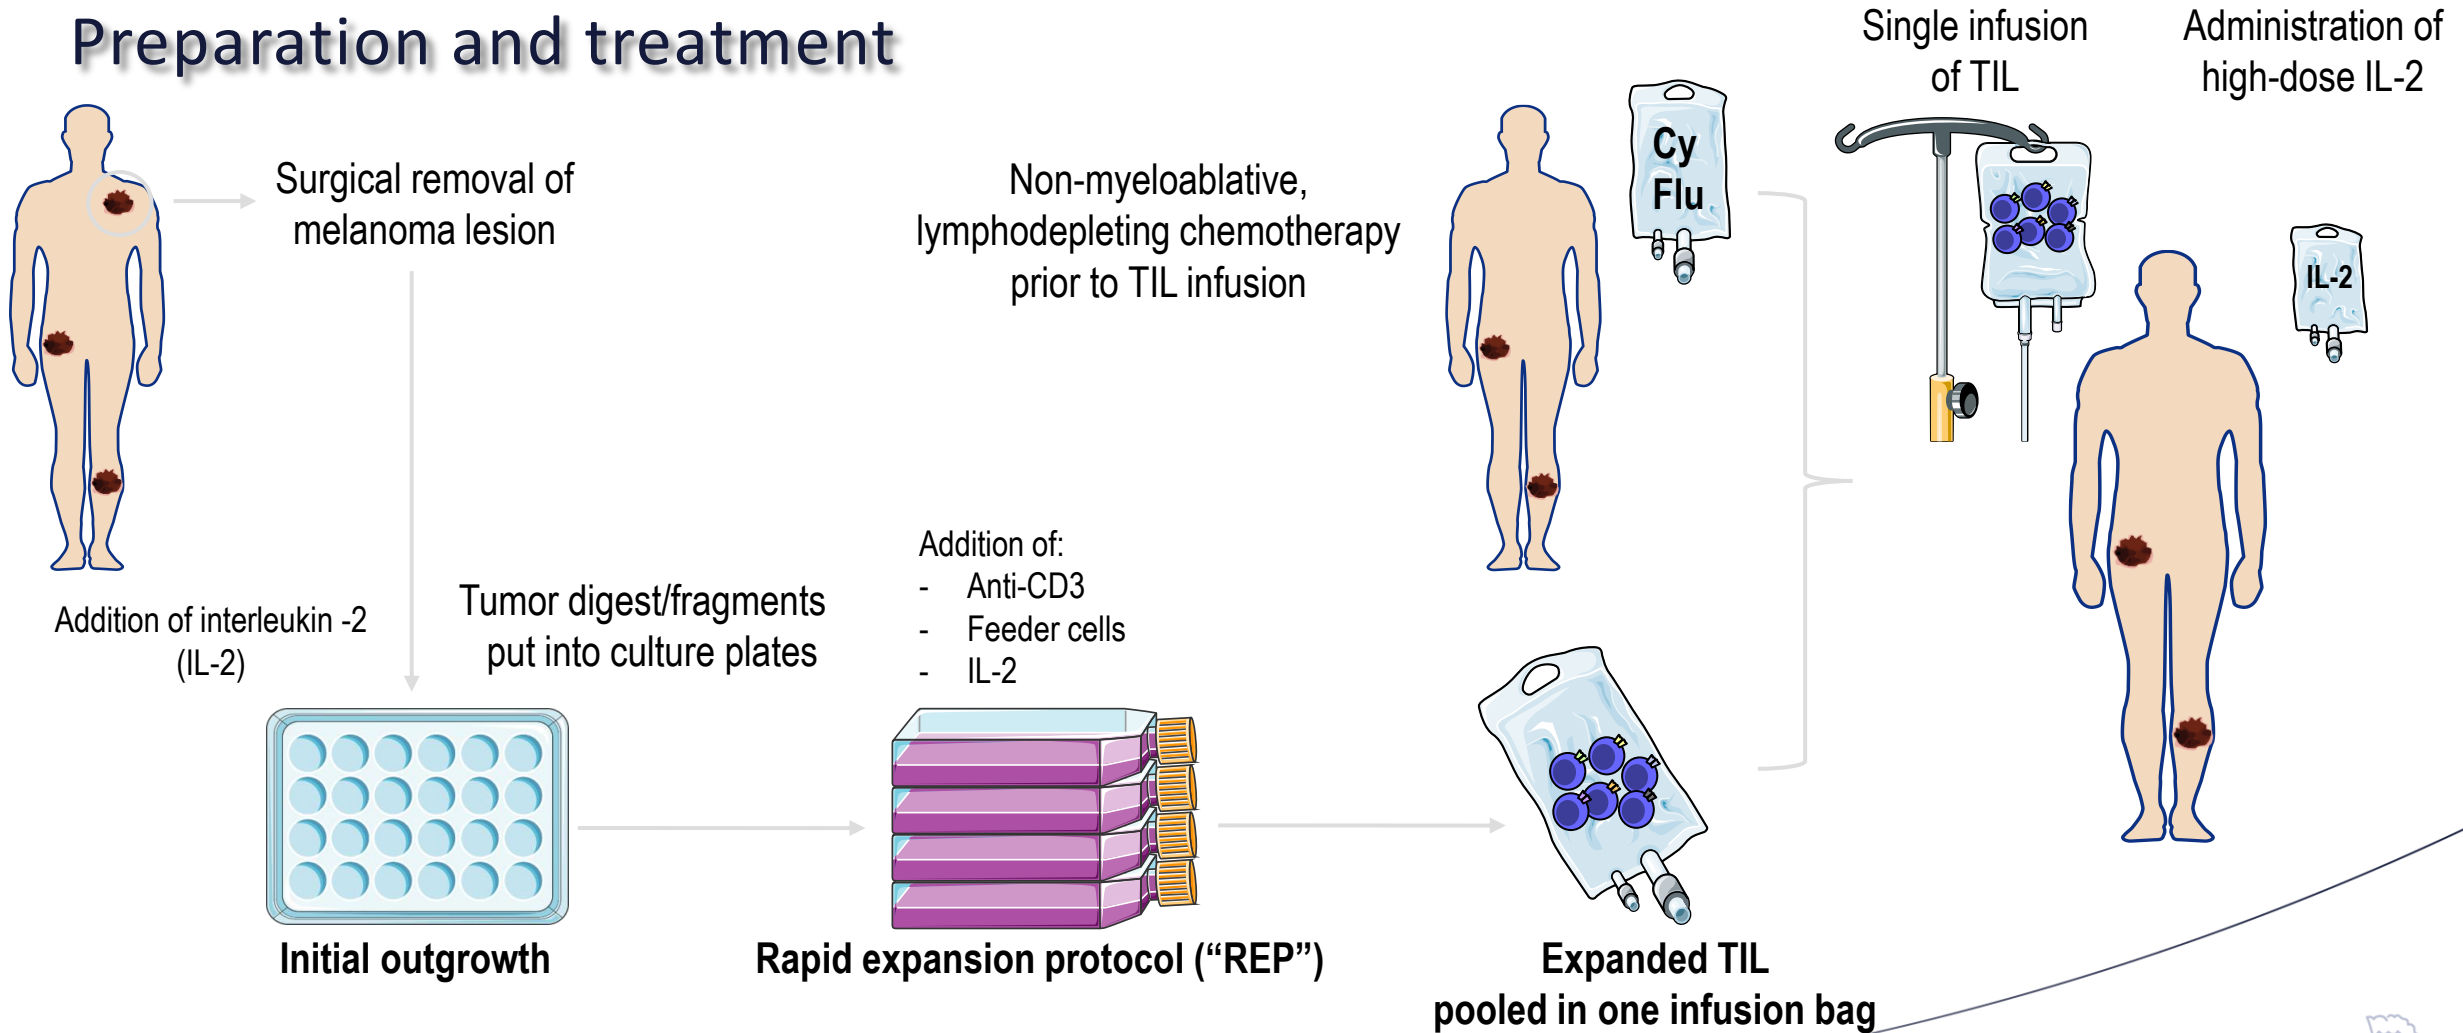 Preparation and treatment
Surgical removal of
melanoma lesion
Addition of interleukin -2
(IL-2)
Tumor digest/fragments
put into culture plates
Initial outgrowth
Addition of:
- Anti-CD3
- Feeder cells
- IL-2
Rapid expansion protocol (“REP”)
Non-myeloablative,
lymphodepleting chemotherapy
prior to TIL infusion
Cy
Flu
Expanded TIL
pooled in one infusion bag
Single infusion
of TIL
Administration of
high-dose IL-2
IL-2